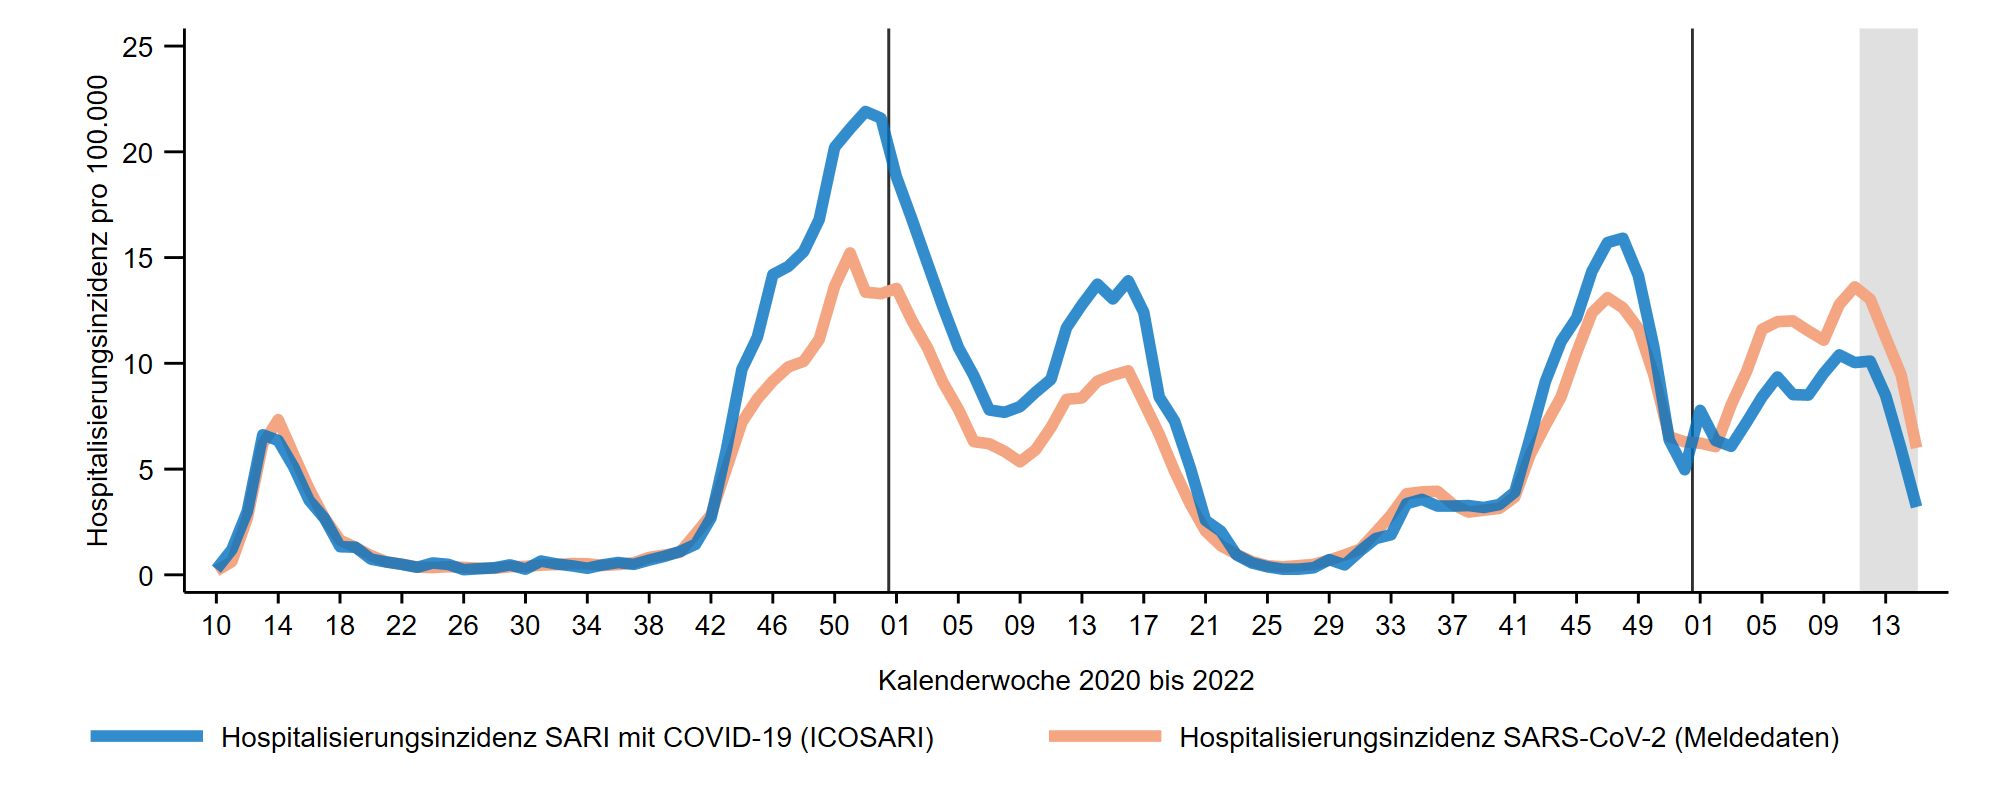 Hospitalisierungsinzidenz pro 100.000
25
20
15
10
5
0
10 14 18 22 26 30 34 38 42 46 50 01 05 09 13 17 21 25 29 33 37 41 45 49 01 05 09 13
Kalenderwoche 2020 bis 2022
Hospitalisierungsinzidenz SARI mit COVID-19 (ICOSARI) Hospitalisierungsinzidenz SARS-CoV-2 (Meldedaten)